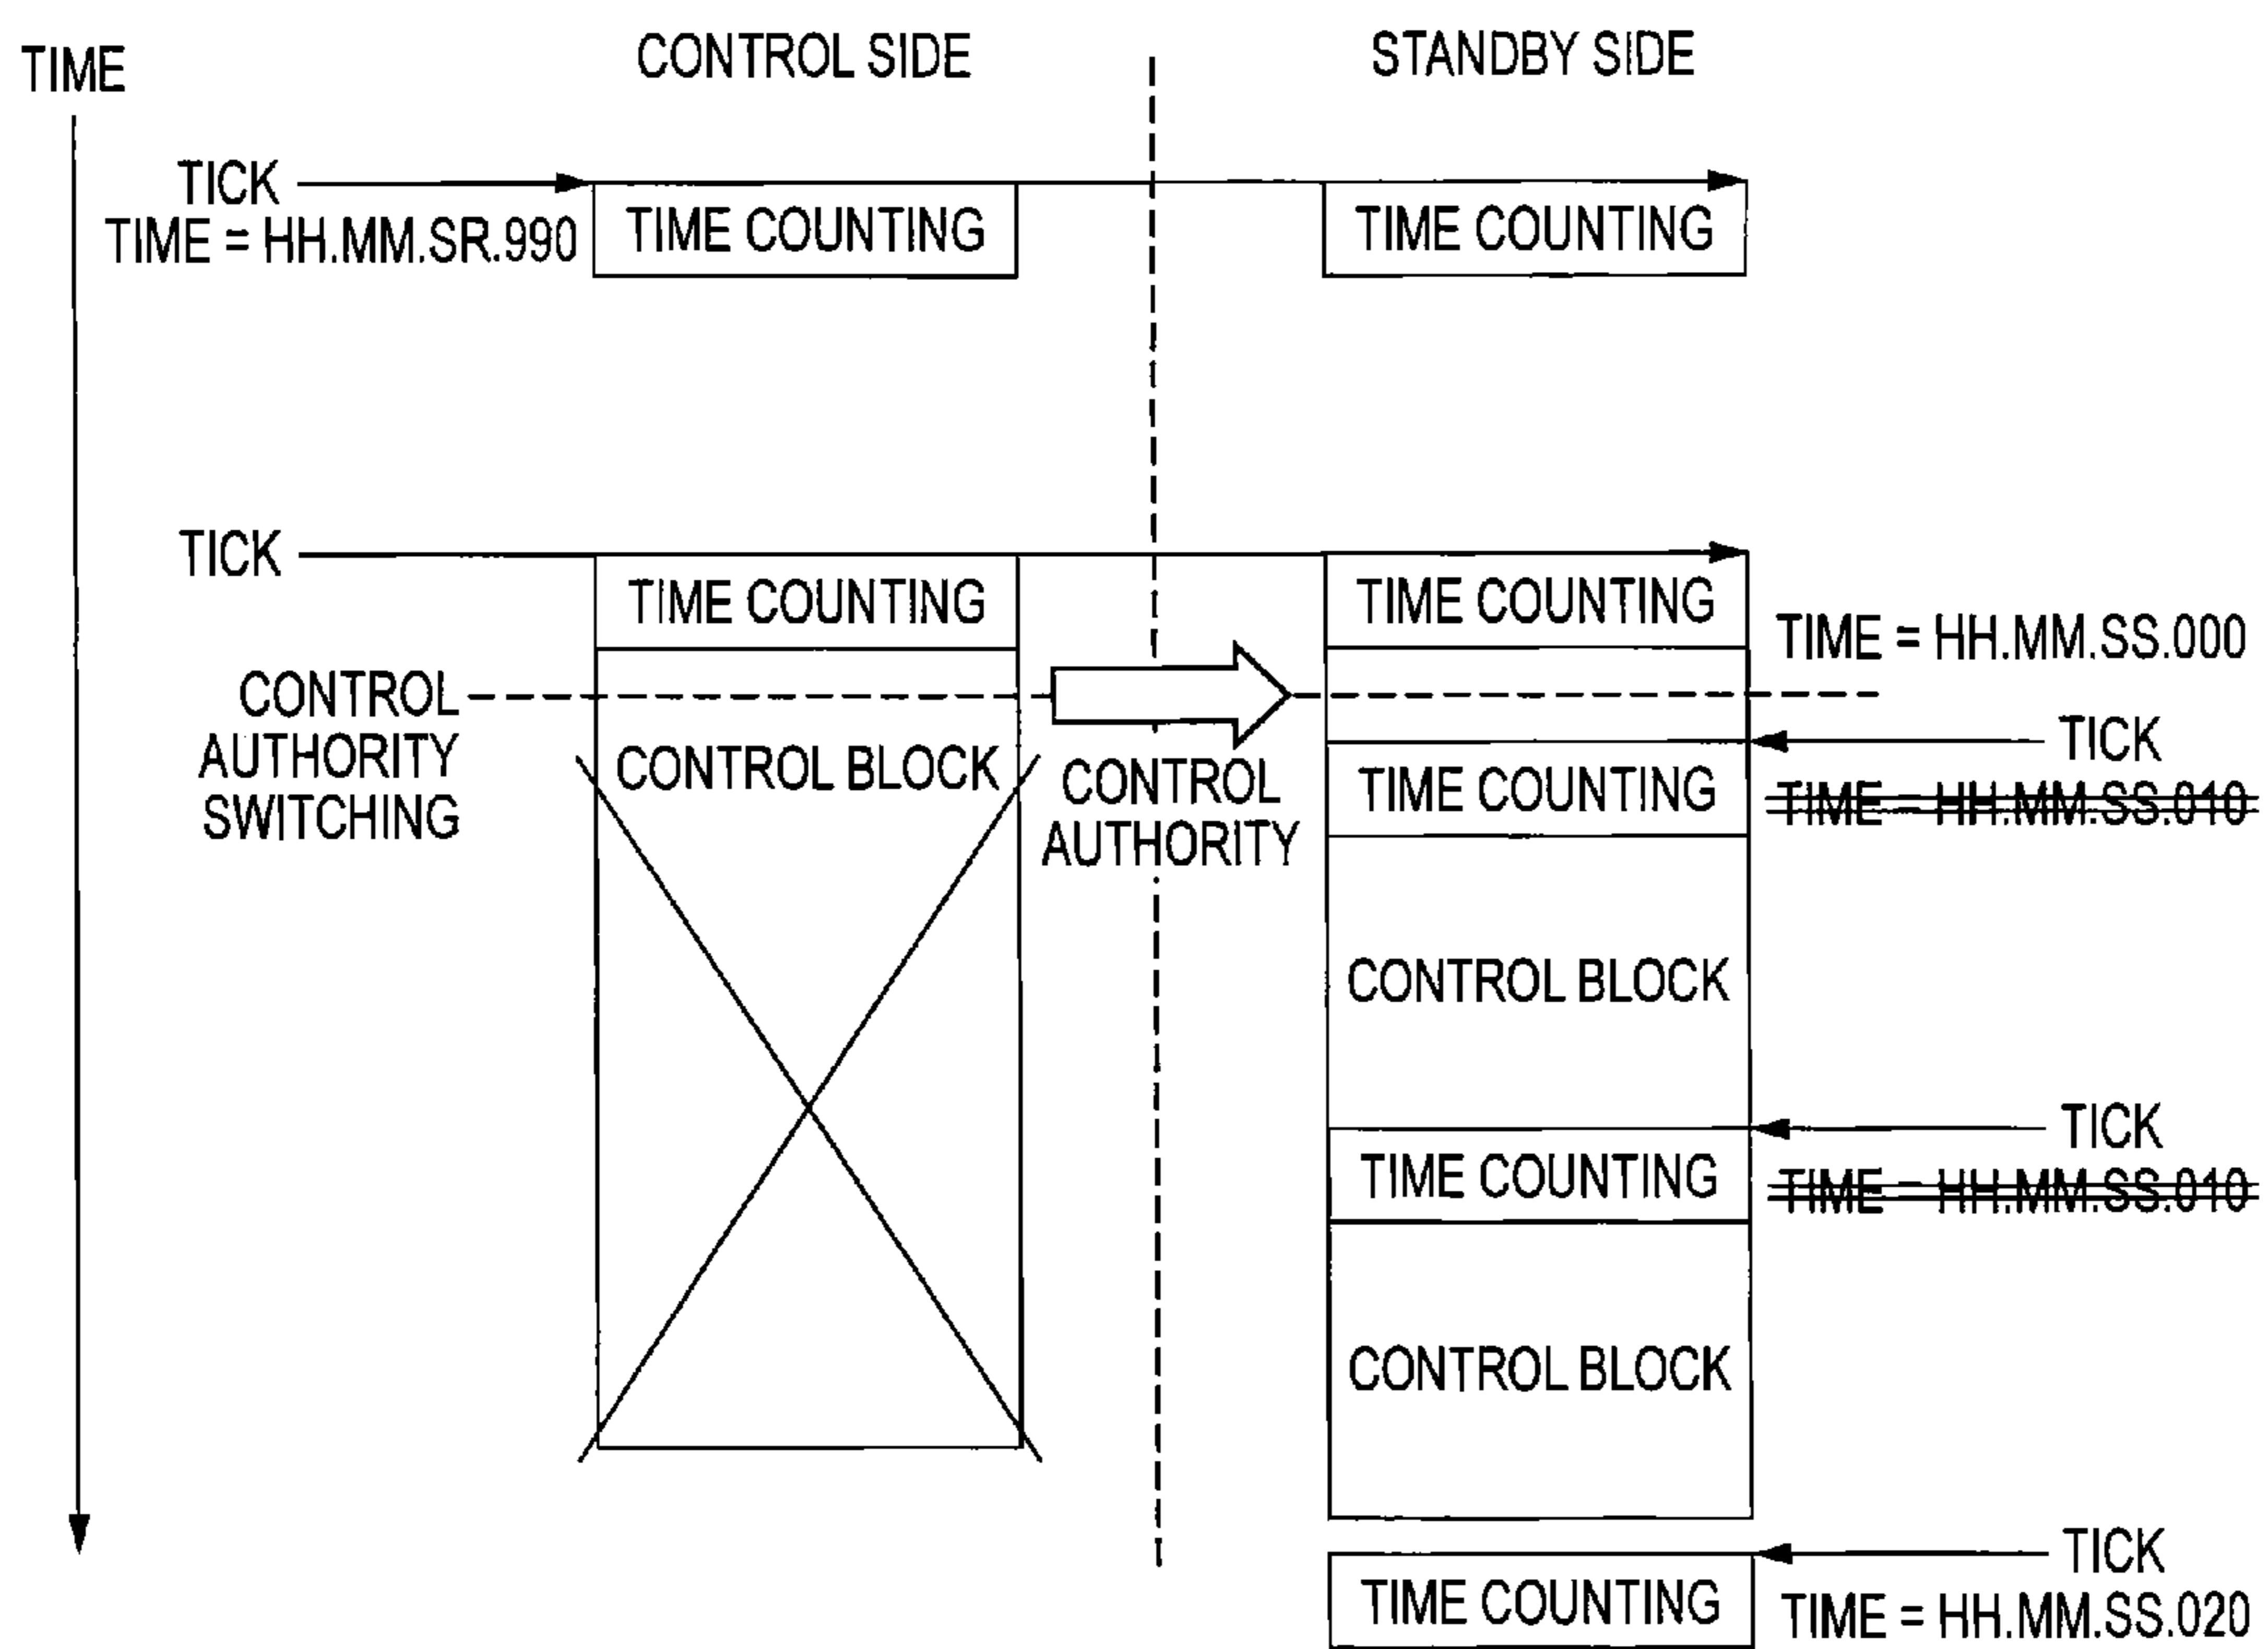 TIME
CONTROL SIDE
STANDBY SIDE
TICK
TIME = HH.MM.SR.990
TIME COUNTING
TIME COUNTING
TICK
TIME COUNTING
TIME COUNTING
TIME = HH.MM.SS.000
CONTROL
AUTHORITY
SWITCHING
CONTROL BLOCK
CONTROL
AUTHORITY
TICK
TIME COUNTING
TIME = HH.MM.SS.010
CONTROL BLOCK
TICK
TIME COUNTING
TIME = HH.MM.SS.010
CONTROL BLOCK
TICK
TIME COUNTING
TIME = HH.MM.SS.020